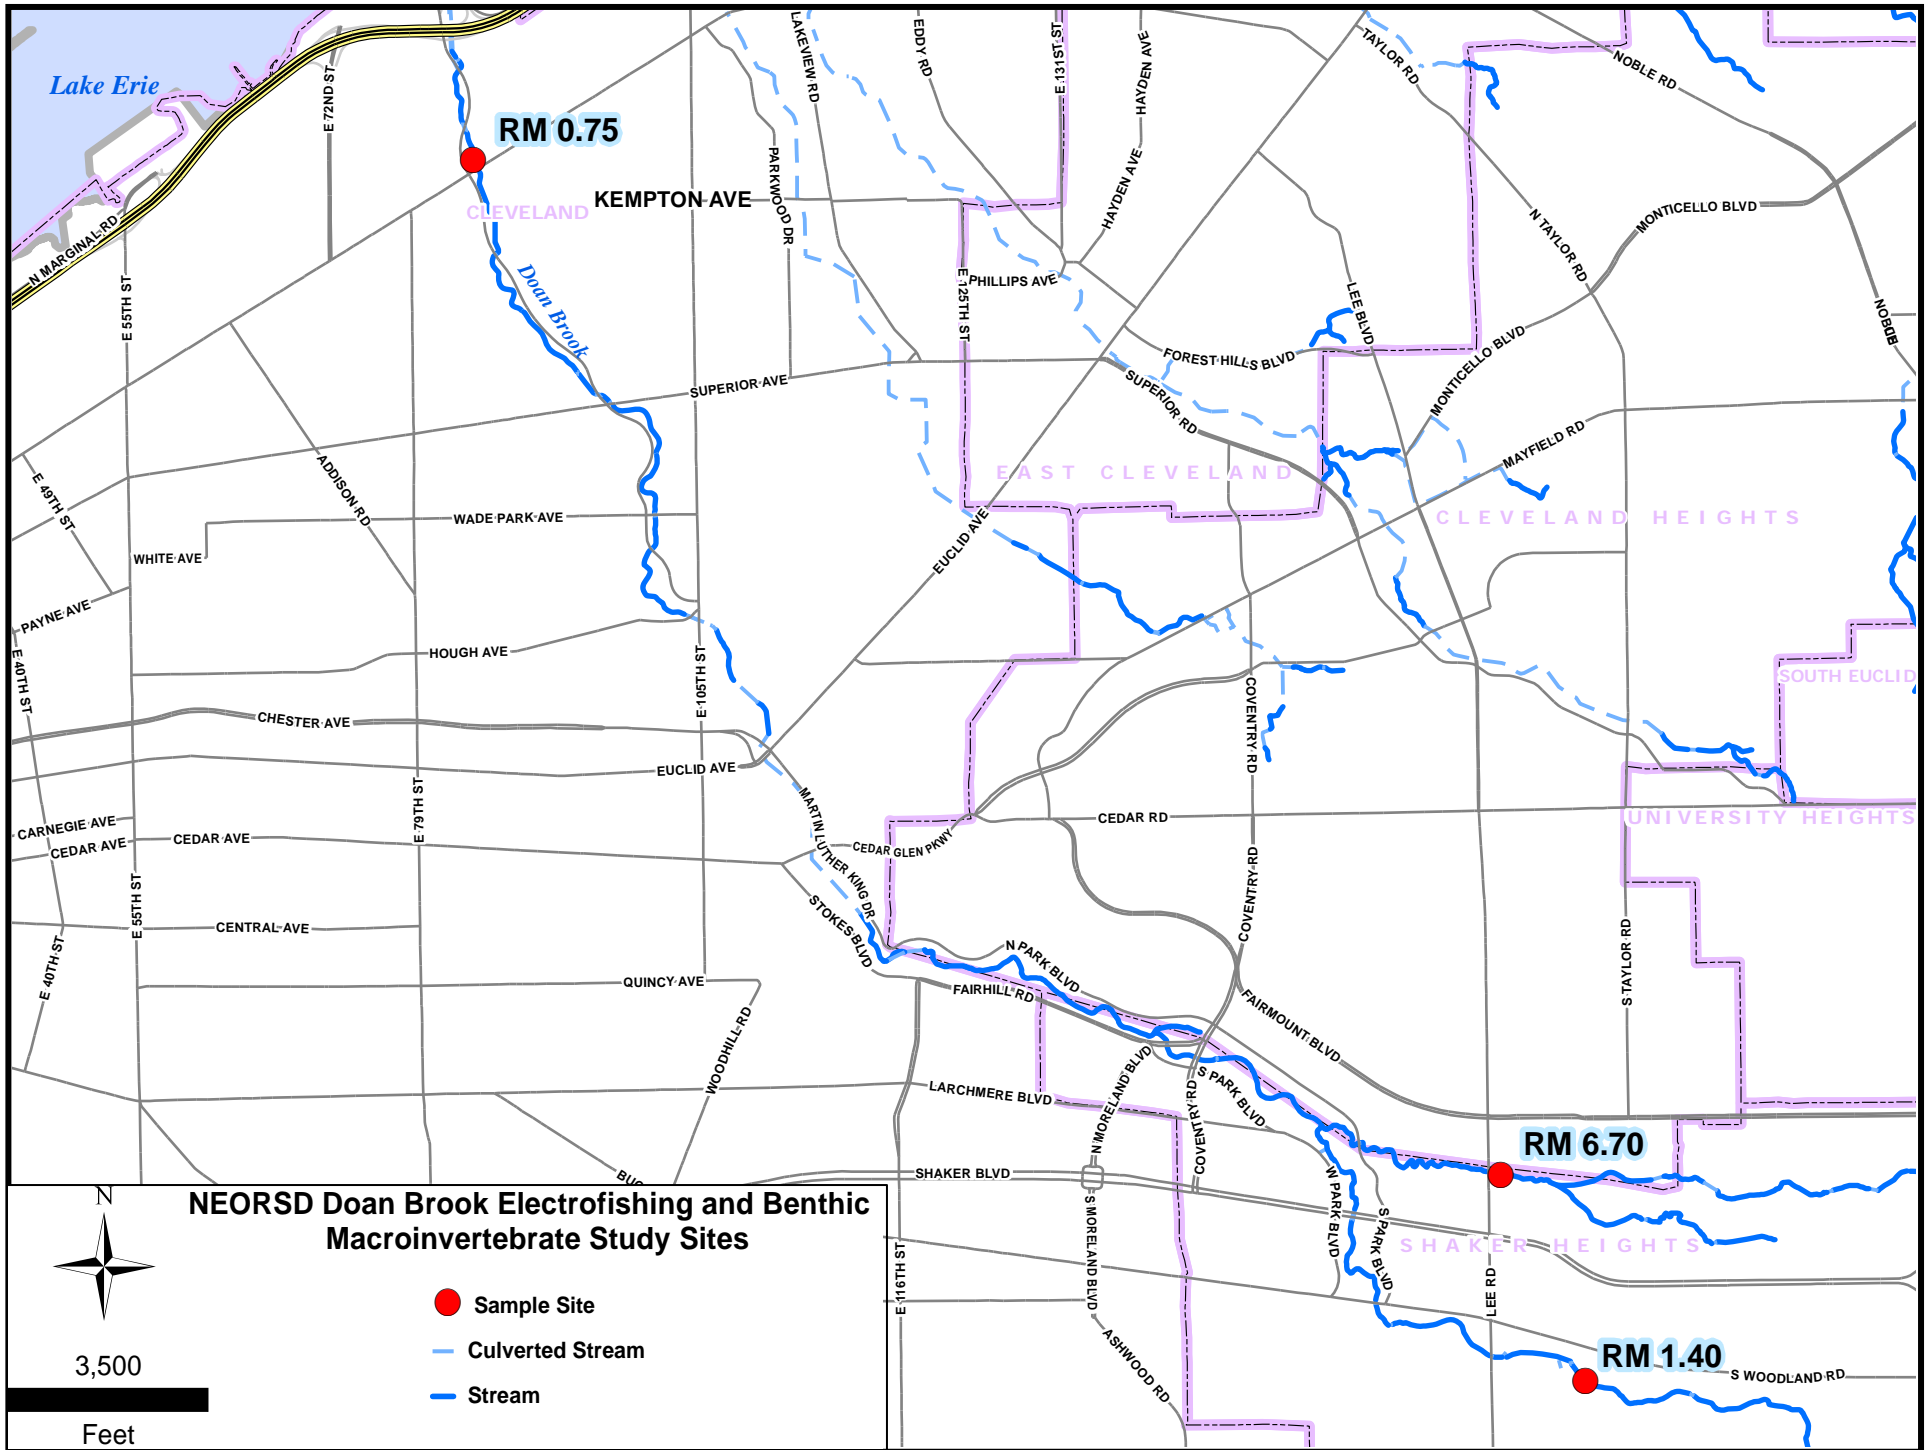 Lake Erie
E 72ND ST
RM 0.75
LAKEVIEW RD
EDDY RD
E 131ST ST
HAYDEN AVE
TAYLOR RD
NOBLE RD
CLEVELAND
KEMPTON AVE
PARKWOOD DR
HAYDEN AVE
N TAYLOR RD
MONTICELLO BLVD
N MARGINAL RD
E 55TH ST
Doan Brook
E 125TH ST
PHILLIPS AVE
LEE BLVD
SUPERIOR AVE
FOREST HILLS BLVD
SUPERIOR RD
MONTICELLO BLVD
MAYFIELD RD
E 49TH ST
ADDISON RD
EAST CLEVELAND
CLEVELAND HEIGHTS
WADE PARK AVE
WHITE AVE
EUCLID AVE
PAYNE AVE
E 40TH ST
HOUGH AVE
E 105TH ST
COVENTRY RD
SOUTH EUCLID
CHESTER AVE
EUCLID AVE
E 79TH ST
MARTIN LUTHER KING DR
CARNEGIE AVE
CEDAR AVE
CEDAR AVE
CEDAR GLEN PKWY
CEDAR RD
UNIVERSITY HEIGHTS
E 55TH ST
CENTRAL AVE
STOKES BLVD
COVENTRY RD
S TAYLOR RD
E 40TH ST
QUINCY AVE
N PARK BLVD
FAIRHILL RD
FAIRMOUNT BLVD
WOODHILL RD
LARCHMERE BLVD
N MORELAND BLVD
S PARK BLVD
COVENTRY RD
RM 6.70
SHAKER BLVD
W PARK BLVD
S PARK BLVD
S MORELAND BLVD
SHAKER HEIGHTS
E 116TH ST
LEE RD
ASHWOOD RD
RM 1.40
S WOODLAND RD
N
NEORSD Doan Brook Electrofishing and Benthic
Macroinvertebrate Study Sites
Sample Site
Culverted Stream
Stream
3,500
Feet